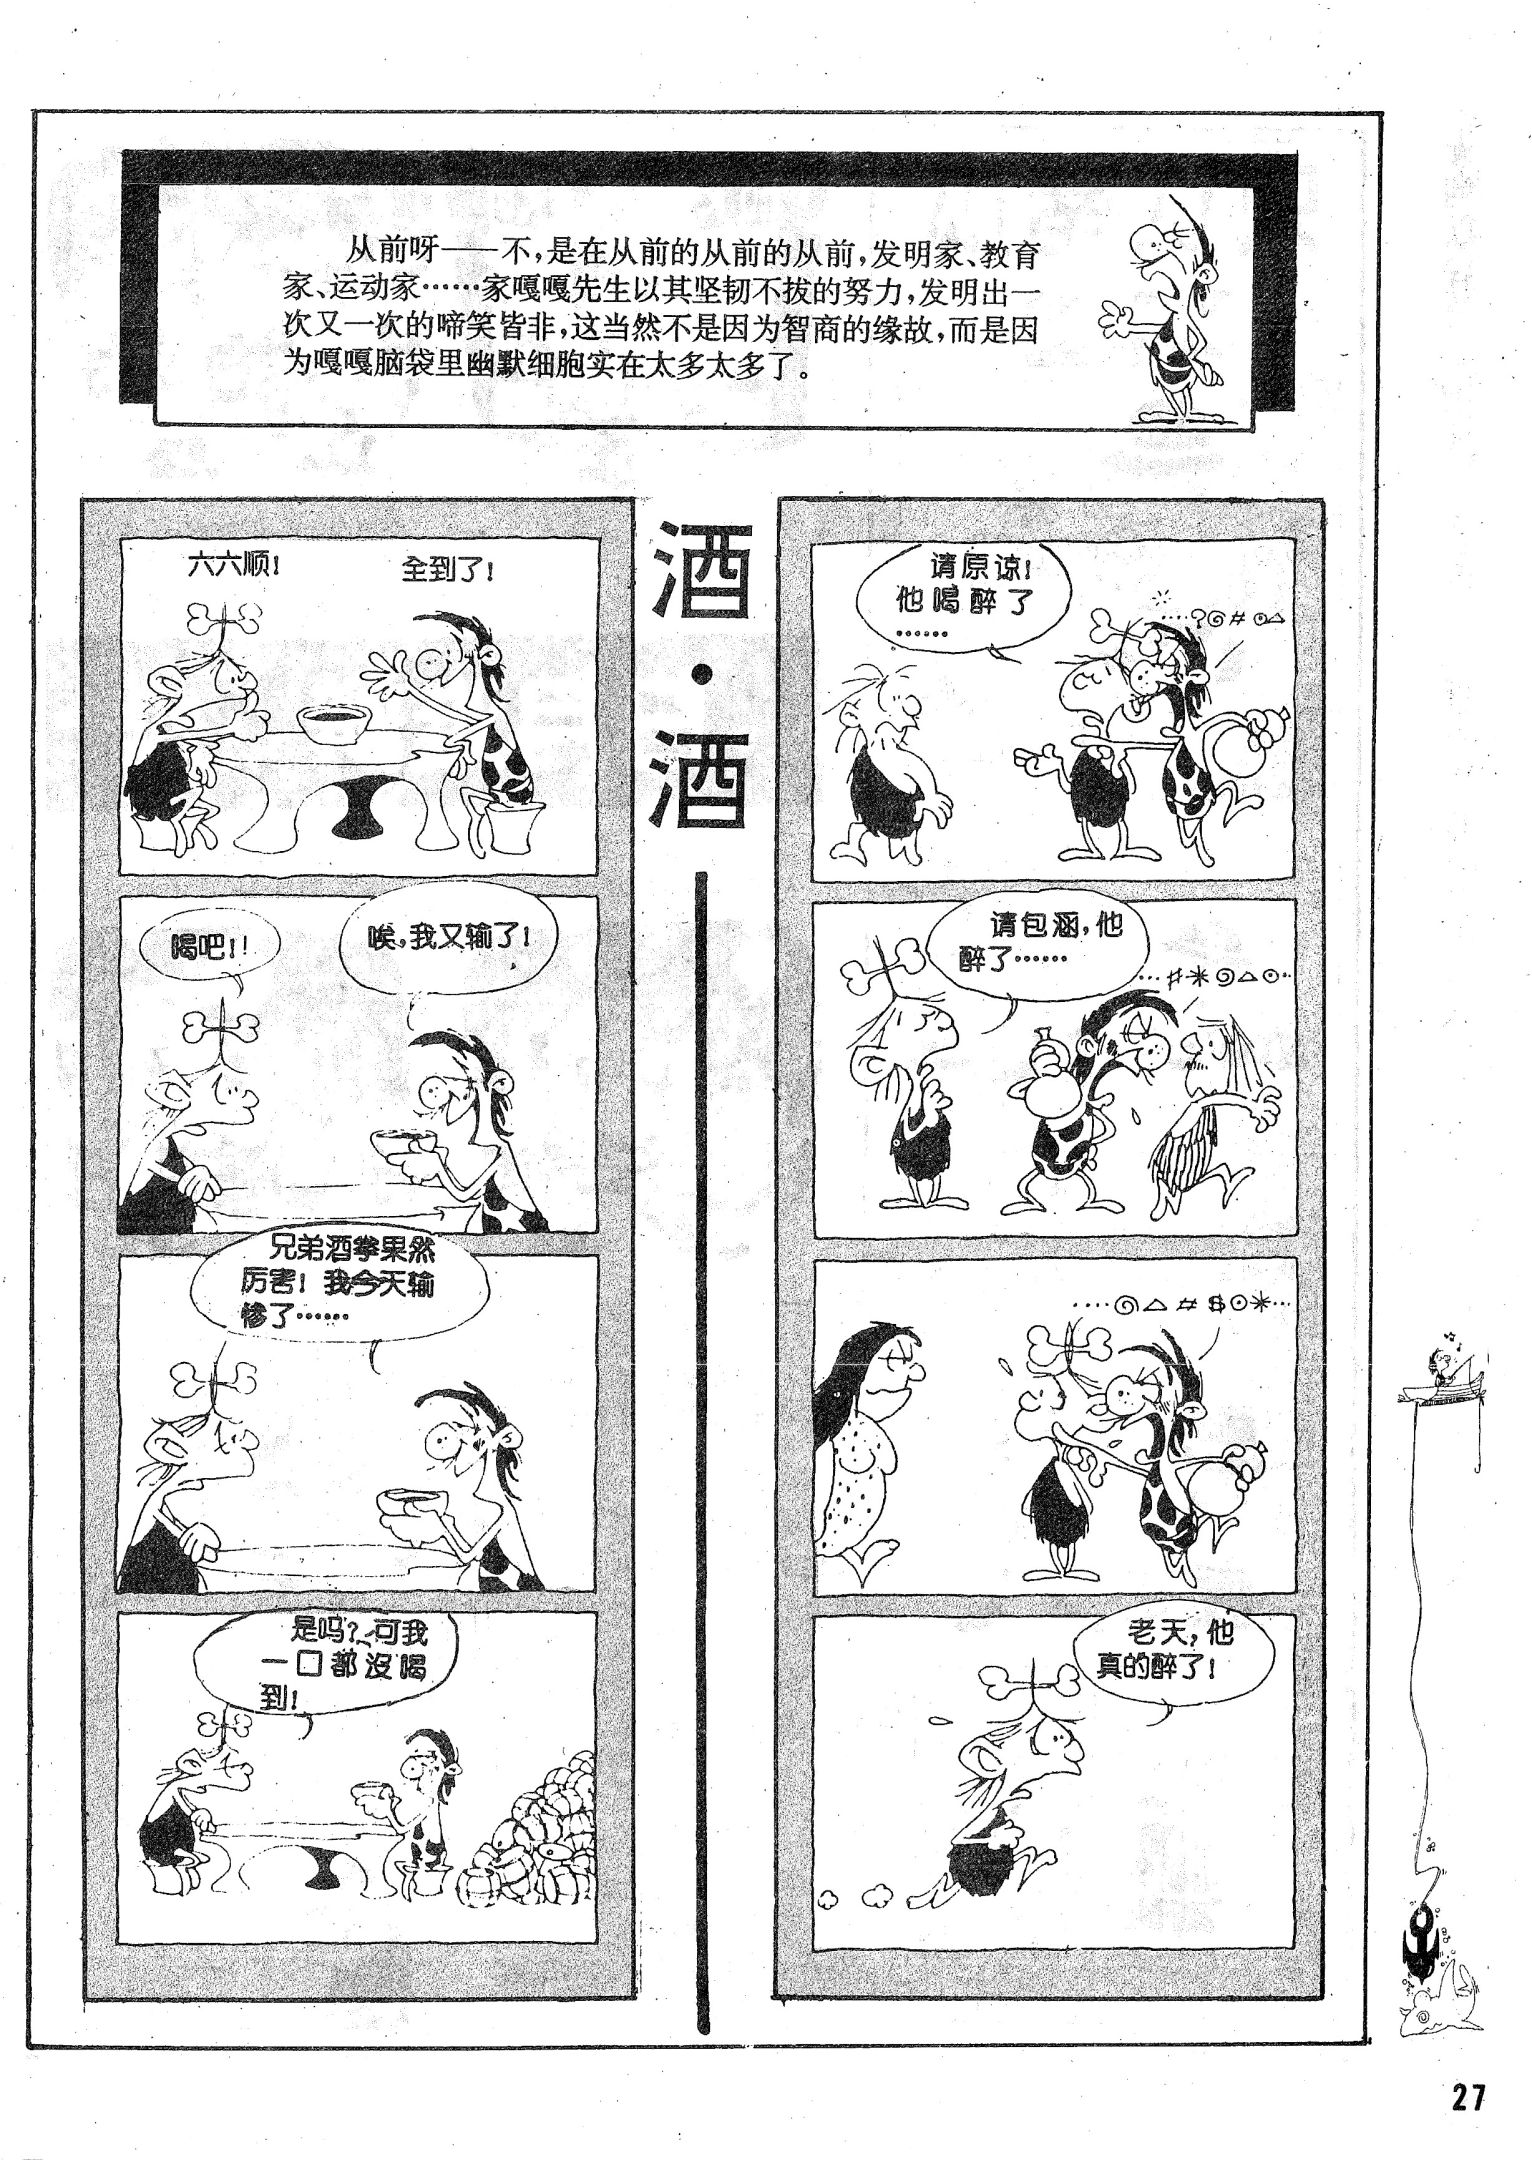 从前呀——不，是在从前的从前的从前，发明家、教育
家、运动家……家嘎嘎先生以其坚韧不拔的努力，发明出一
次又一次的啼笑皆非，这当然不是因为智商的缘故，而是因
为嘎嘎脑袋里幽默细胞实在太多太多了。
酒·酒
六六顺！
全到了！
喝吧！！
唉，我又输了！
兄弟酒拳果然
厉害！我今天输
惨了……
是吗？可我
一口都沒喝
到！
请原谅！
他喝醉了
……
····?@#⊙△
请包涵，他
醉了……
···#*@△⊙··
····@△#$⊙*···
老天，他
真的醉了！
27